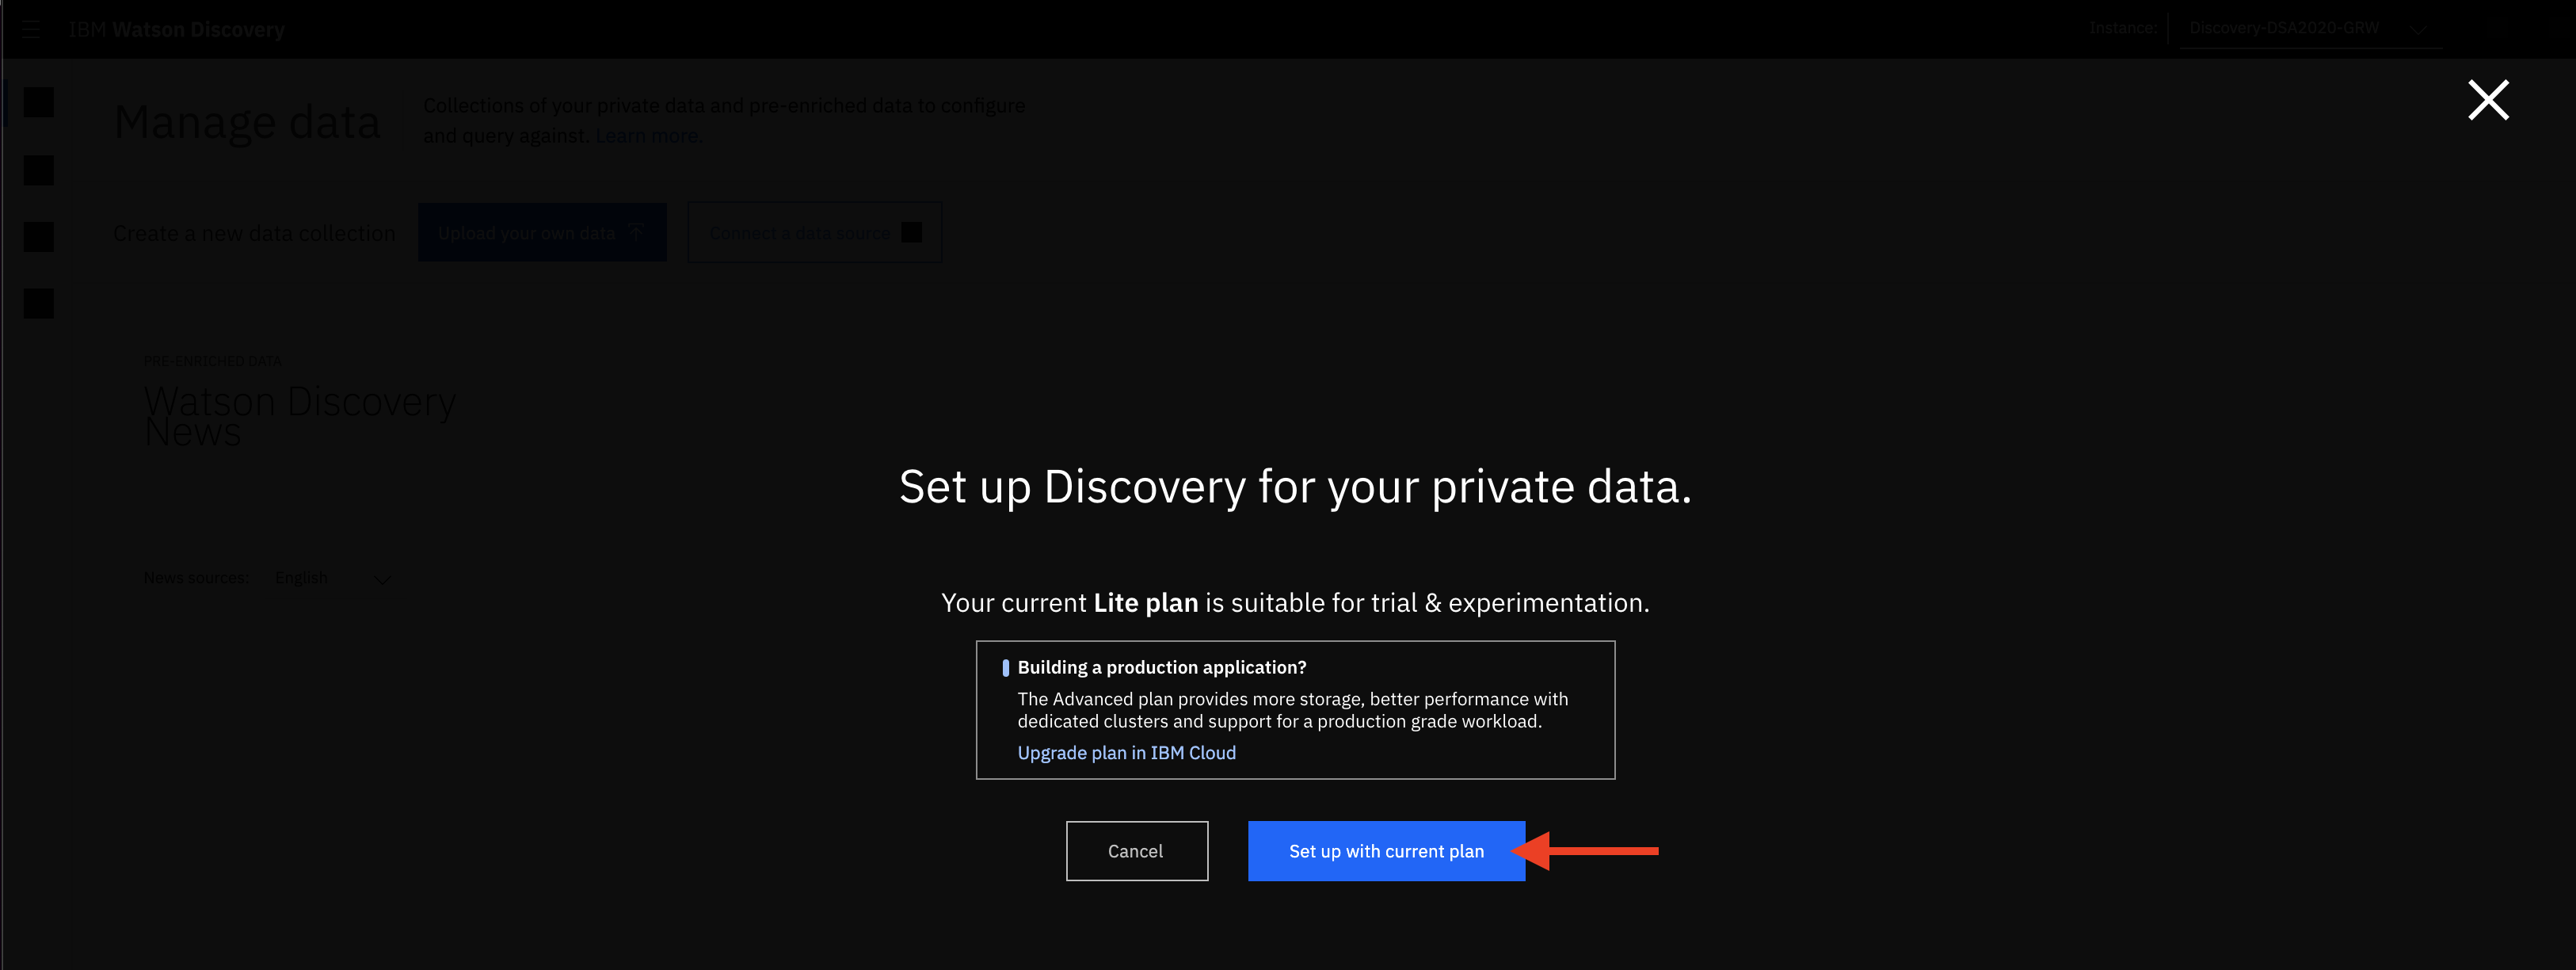 IBM Watson Discovery
Instance:
Discovery-DSA2020-GRW
Manage data
Collections of your private data and pre-enriched data to configure
and query against. Learn more.
Create a new data collection
Upload your own data
Connect a data source
PRE-ENRICHED DATA
Watson Discovery
News
News sources: English
Set up Discovery for your private data.
Your current Lite plan is suitable for trial & experimentation.
Building a production application?
The Advanced plan provides more storage, better performance with
dedicated clusters and support for a production grade workload.
Upgrade plan in IBM Cloud
Cancel
Set up with current plan